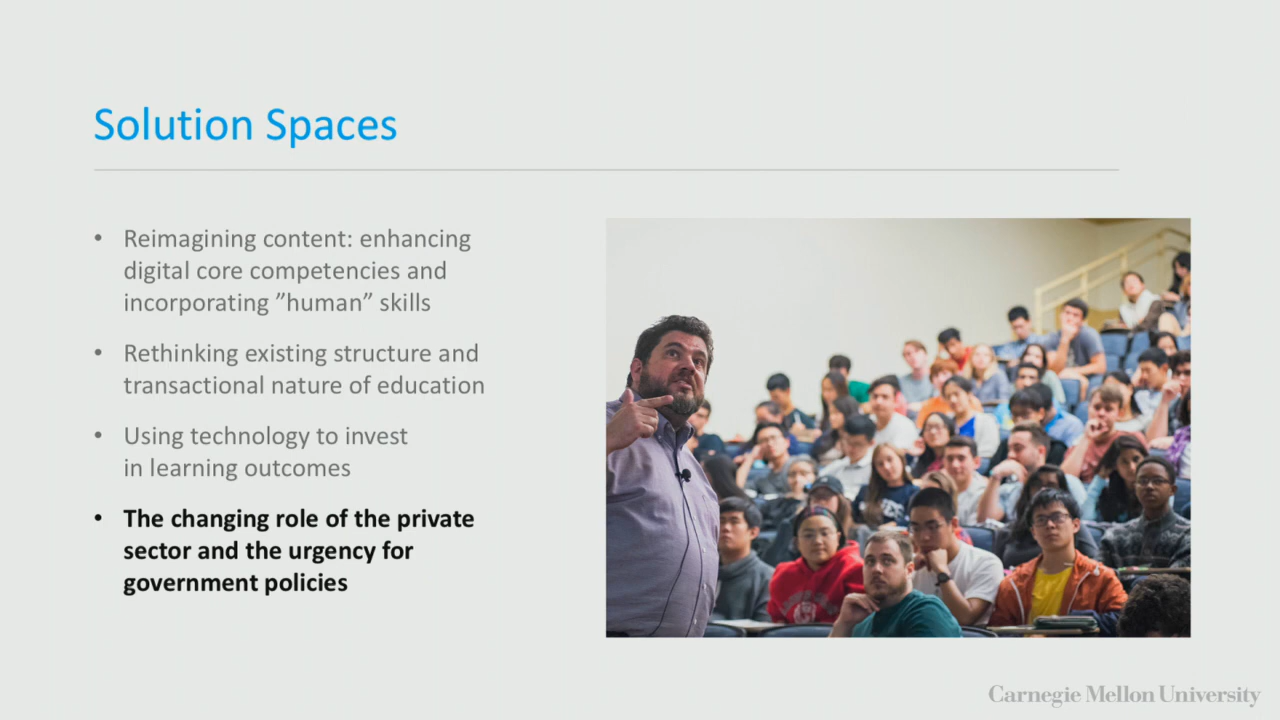 Solution Spaces
• Reimagining content: enhancing
digital core competencies and
incorporating ”human” skills
• Rethinking existing structure and
transactional nature of education
• Using technology to invest
in learning outcomes
• The changing role of the private
sector and the urgency for
government policies
Carnegie Mellon University